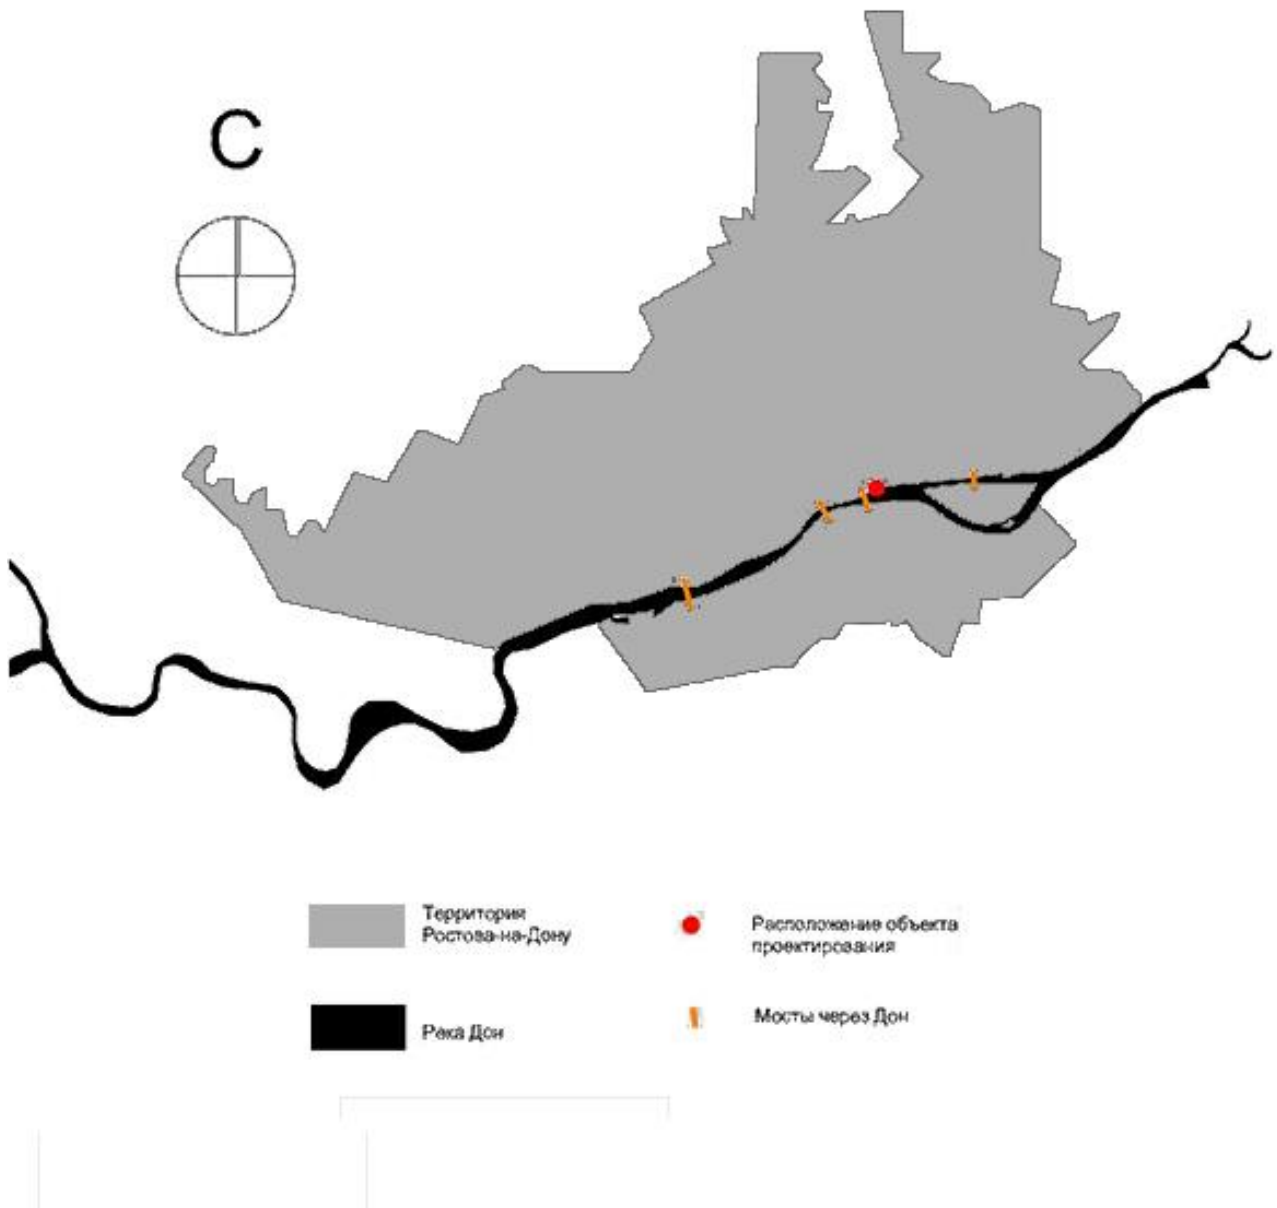 С
Территория
Ростова-на-Дону
Расположение объекта
проектирования
Река Дон
Мосты через Дон